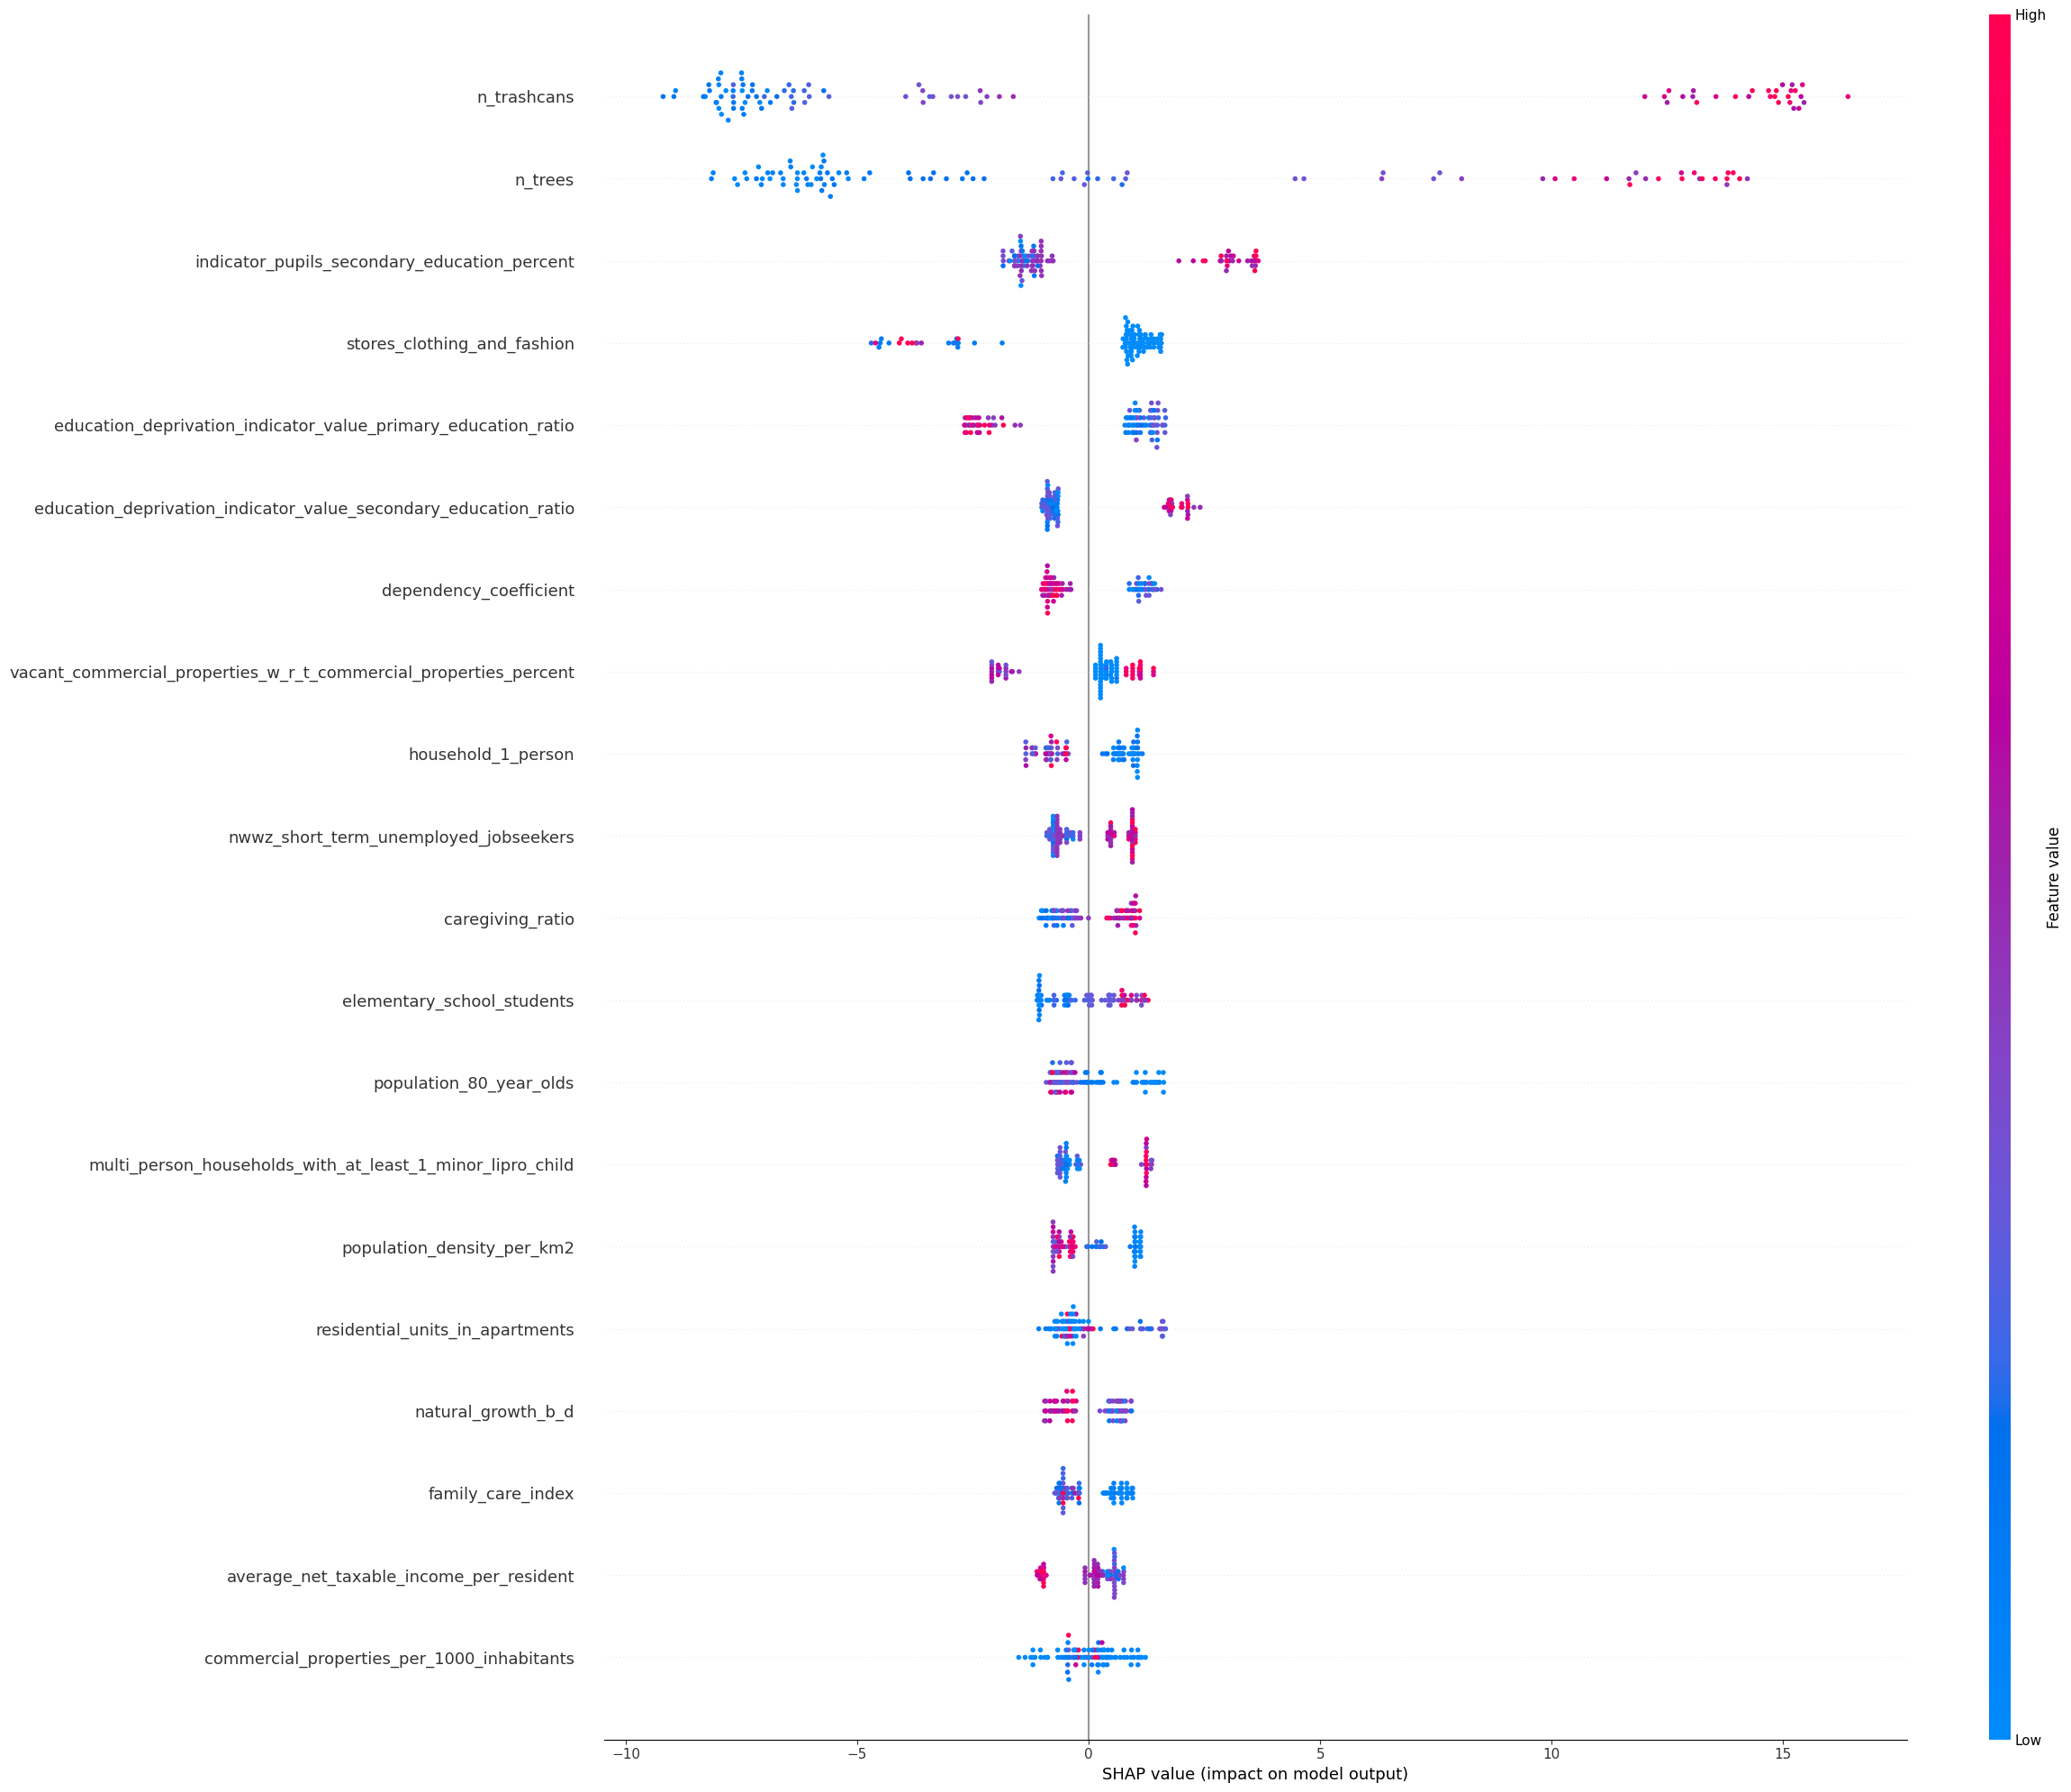 High
n_trashcans
n_trees
indicator_pupils_secondary_education_percent
stores_clothing_and_fashion
education_deprivation_indicator_value_primary_education_ratio
education_deprivation_indicator_value_secondary_education_ratio
dependency_coefficient
vacant_commercial_properties_w_r_t_commercial_properties_percent
household_1_person
nwwz_short_term_unemployed_jobseekers
caregiving_ratio
elementary_school_students
population_80_year_olds
multi_person_households_with_at_least_1_minor_lipro_child
population_density_per_km2
residential_units_in_apartments
natural_growth_b_d
family_care_index
average_net_taxable_income_per_resident
commercial_properties_per_1000_inhabitants
Feature value
Low
−10 −5 0 5 10 15
SHAP value (impact on model output)